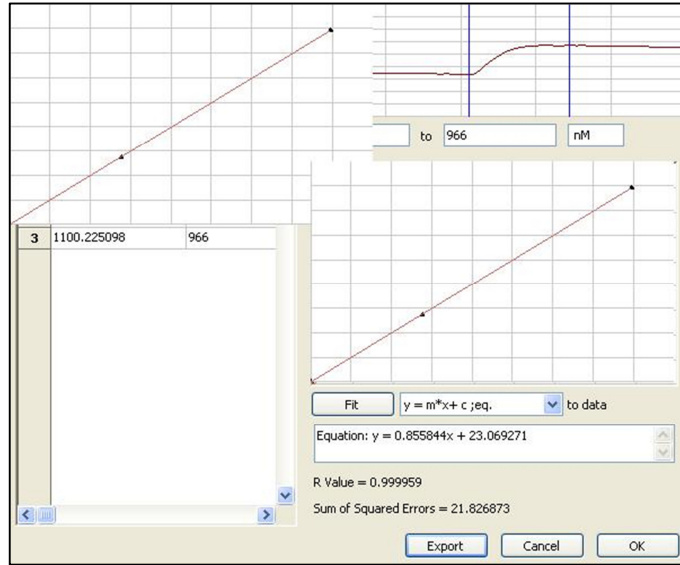 to 966 nM
3 1100.225098 966
Fit y = m*x+ c ;eq. to data
Equation: y = 0.855844x + 23.069271
R Value = 0.999959
Sum of Squared Errors = 21.826873
Export Cancel OK